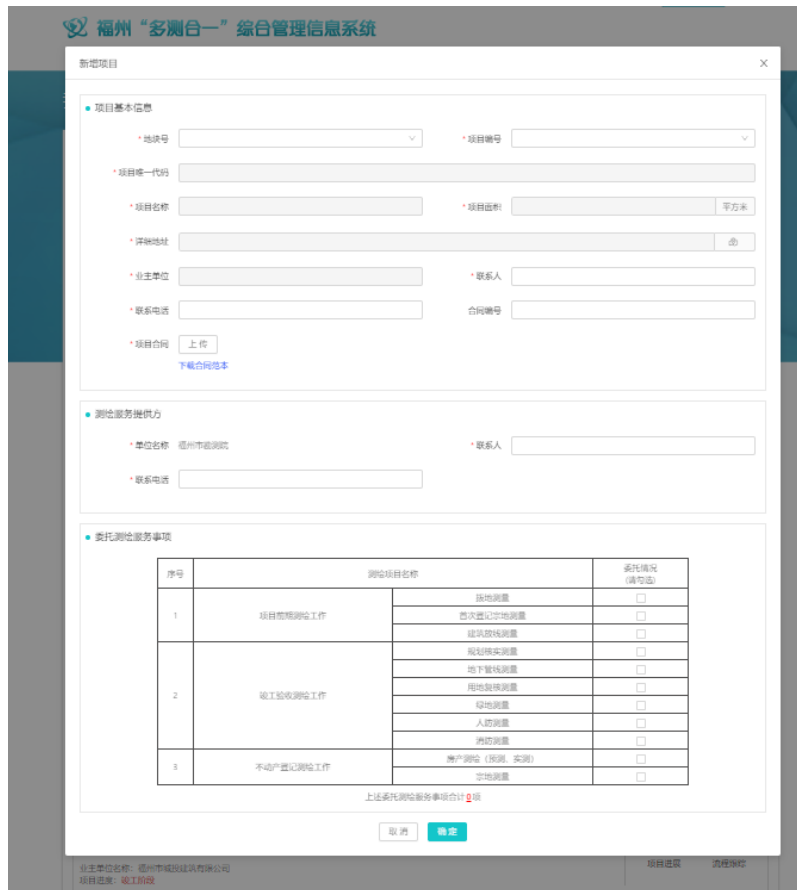 福州“多测合一”综合管理信息系统
新增项目 ×
项目基本信息
* 地块号 * 项目编号
* 项目唯一代码
* 项目名称 * 项目面积 平方米
* 详细地址
* 业主单位 * 联系人
* 联系电话 合同编号
* 项目合同 上传
下载合同范本
测绘服务提供方
* 单位名称 福州市勘测院 * 联系人
* 联系电话
委托测绘服务事项
序号 测绘项目名称 委托情况
(请勾选)
拨地测量
1 项目前期测绘工作 首次登记宗地测量
建筑放线测量
规划核实测量
地下管线测量
用地复核测量
2 竣工验收测绘工作 绿地测量
人防测量
消防测量
3 不动产登记测绘工作 房产测绘（预测、实测）
宗地测量
上述委托测绘服务事项合计0项
取消 确定
业主单位名称：福州市城投建筑有限公司 项目进展 流程跟踪
项目进度：竣工阶段